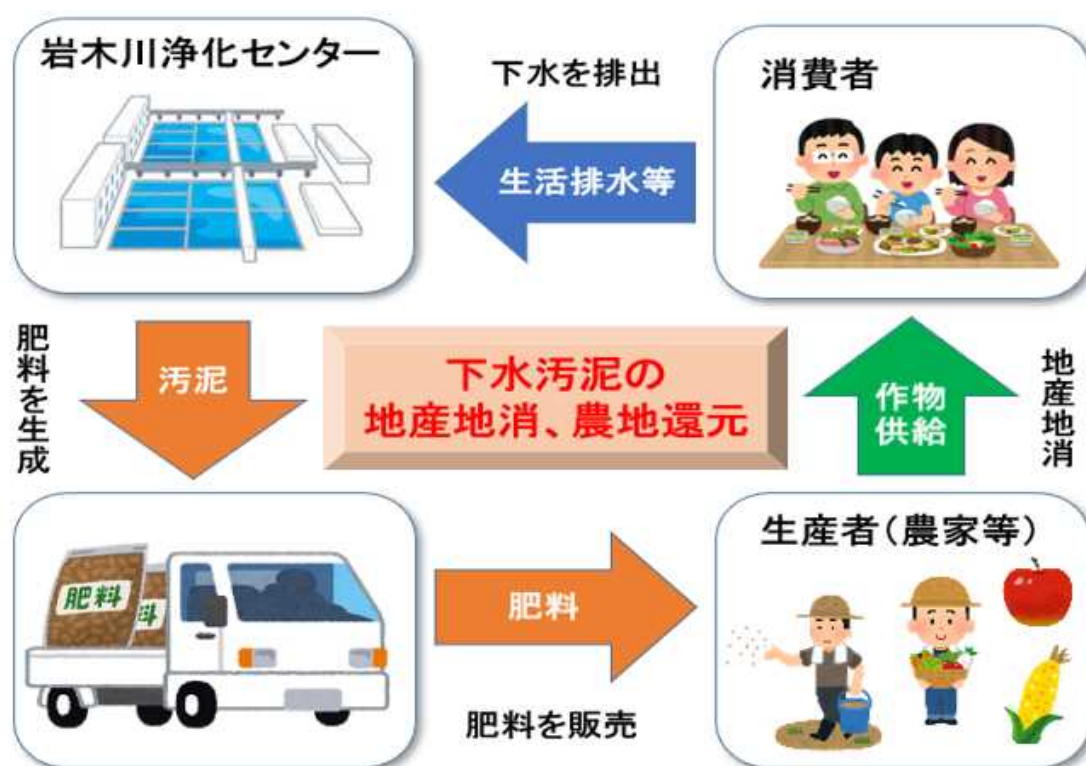 岩木川浄化センター
下水を排出
生活排水等
消費者
肥料を生成
汚泥
下水汚泥の
地産地消、農地還元
作物
供給
地産地消
肥料
料
肥料
肥料を販売
生産者（農家等）